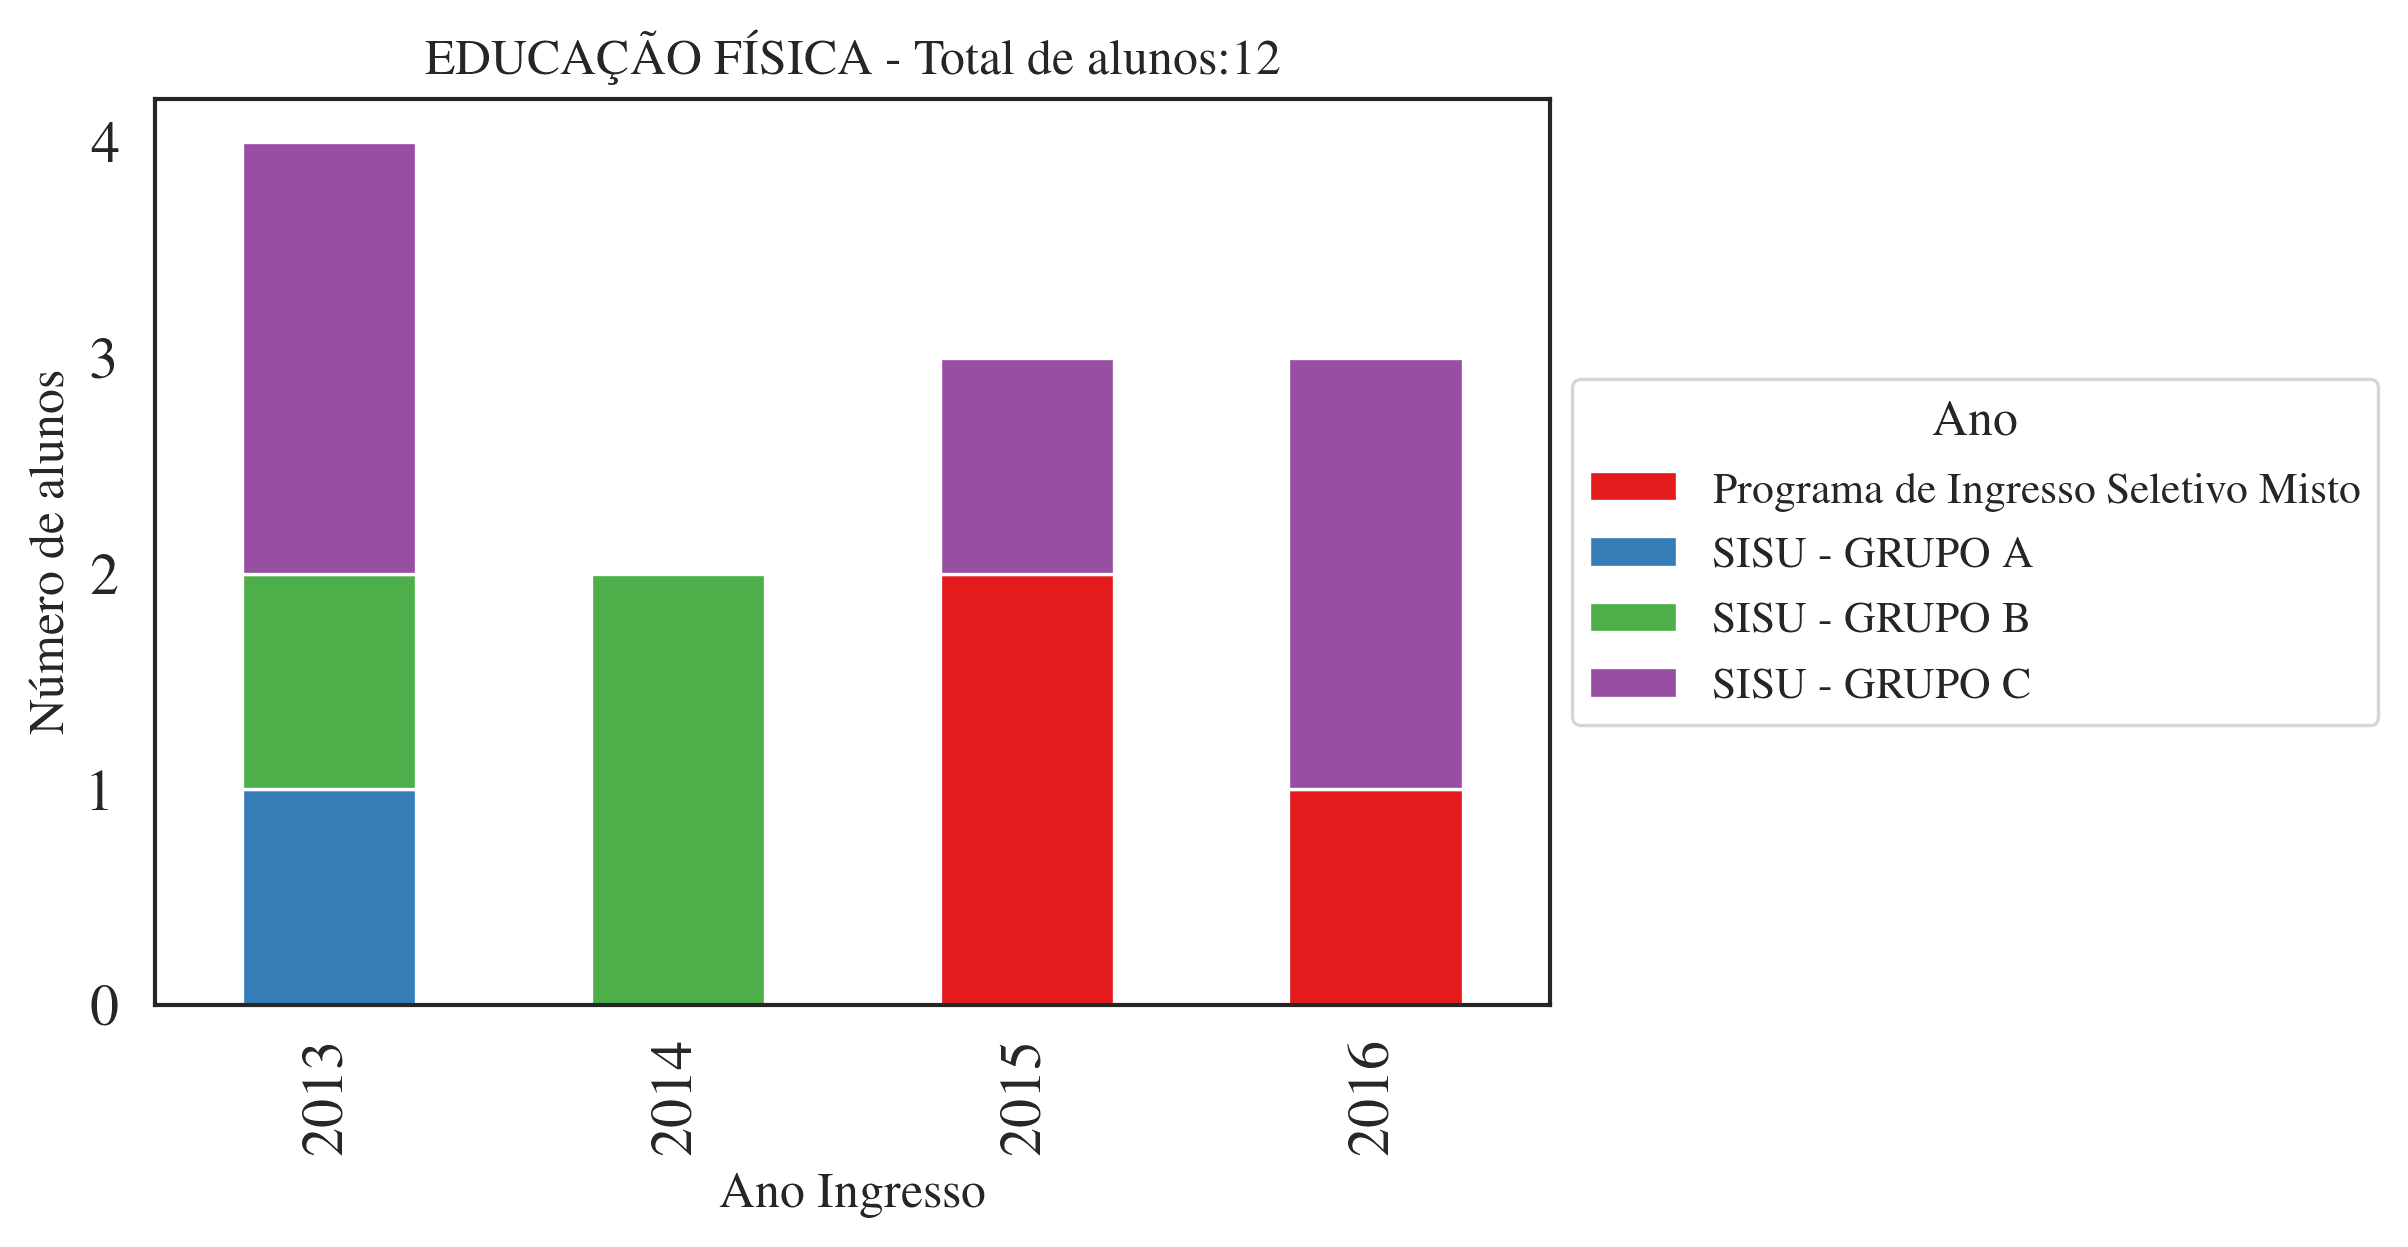 EDUCAÇÃO FÍSICA - Total de alunos:12
Número de alunos
4
3
2
1
0
2013
2014
2015
2016
Ano Ingresso
Ano
Programa de Ingresso Seletivo Misto
SISU - GRUPO A
SISU - GRUPO B
SISU - GRUPO C